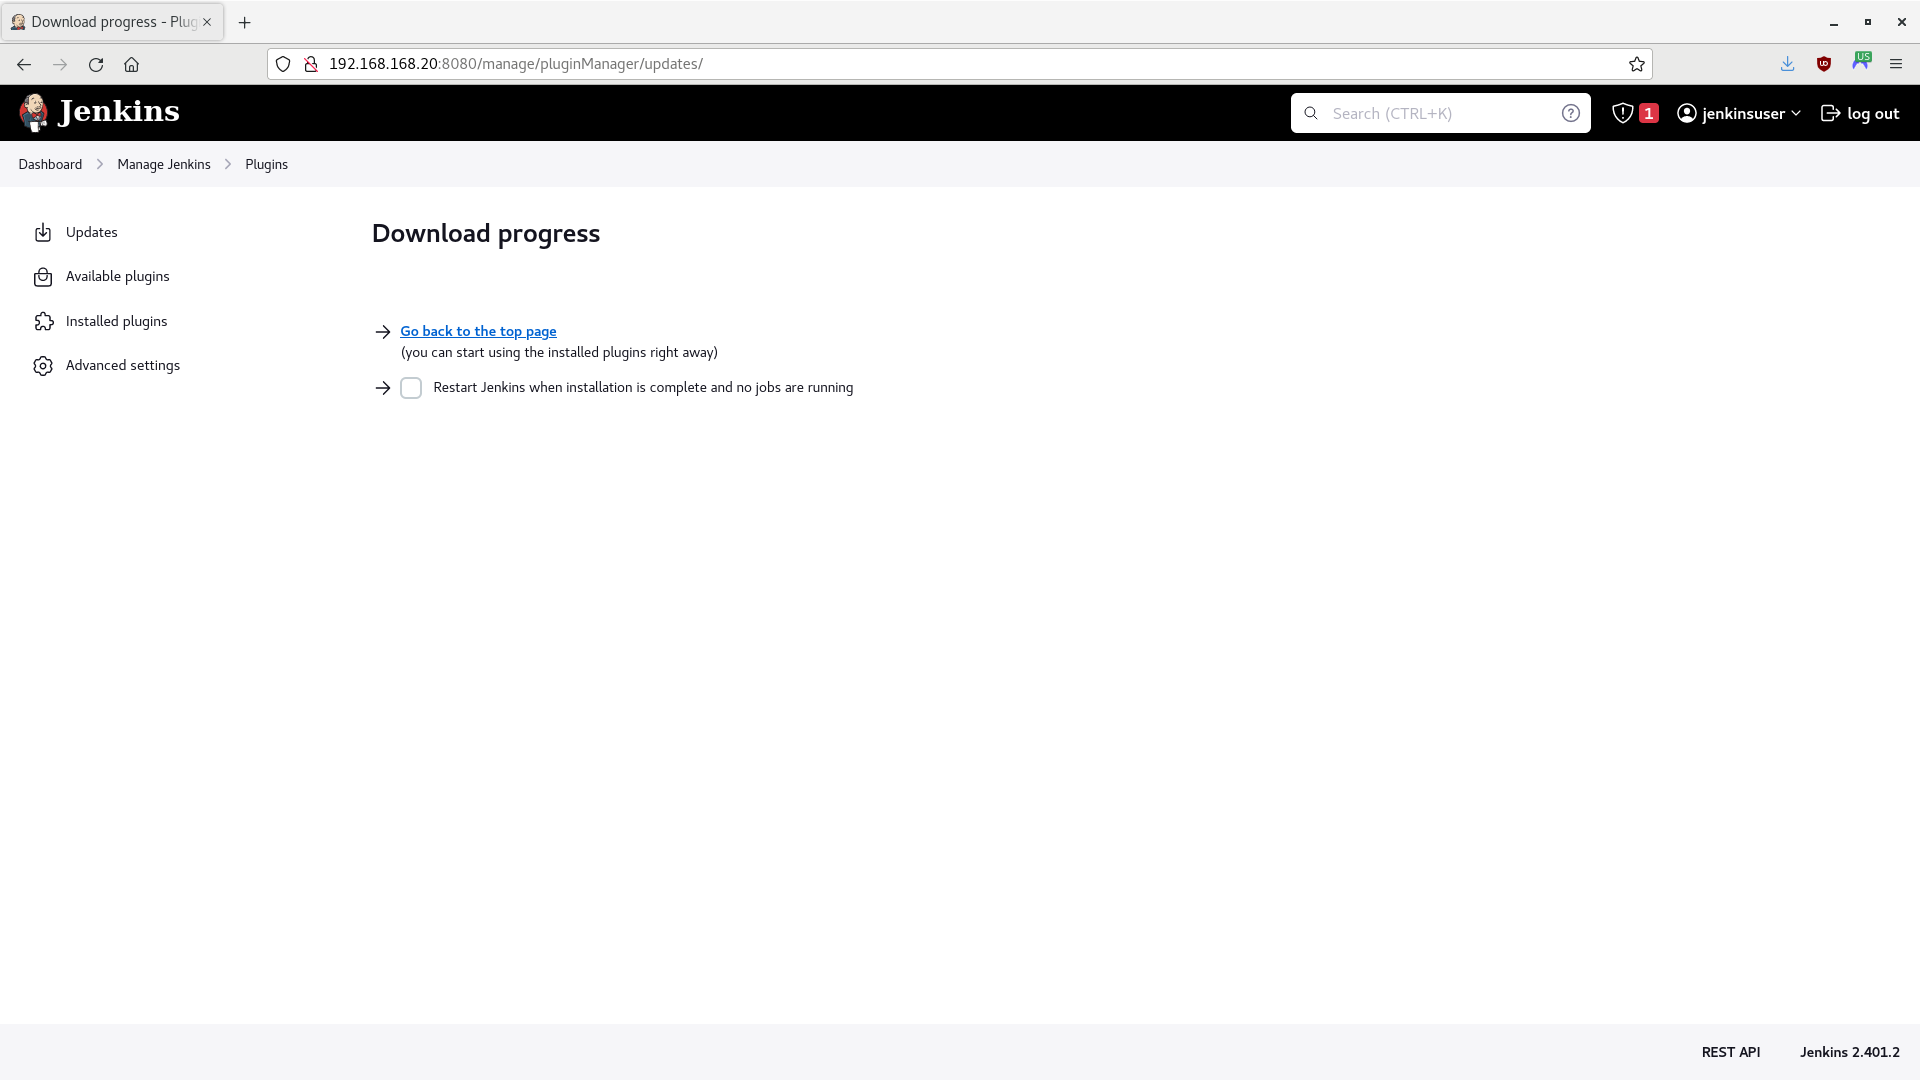 Download progress - Plug
192.168.168.20:8080/manage/pluginManager/updates/
US
Jenkins
Search (CTRL+K)
?
1
jenkinsuser
log out
Dashboard
Manage Jenkins
Plugins
Updates
Available plugins
Installed plugins
Advanced settings
Download progress
Go back to the top page
(you can start using the installed plugins right away)
Restart Jenkins when installation is complete and no jobs are running
REST API
Jenkins 2.401.2